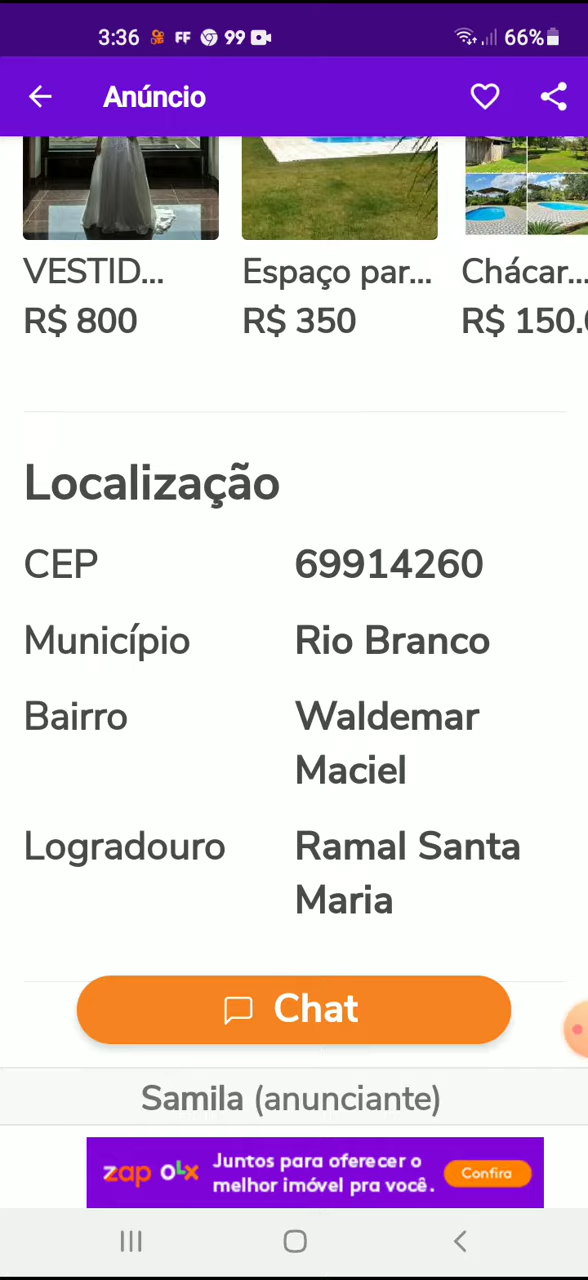 3:36 FF 99 66%
Anúncio
VESTID... Espaço par... Chácar...
R$ 800 R$ 350 R$ 150.
Localização
CEP 69914260
Município Rio Branco
Bairro Waldemar
Maciel
Logradouro Ramal Santa
Maria
Chat
Samila (anunciante)
zap OLX Juntos para oferecer o
melhor imóvel pra você. Confira